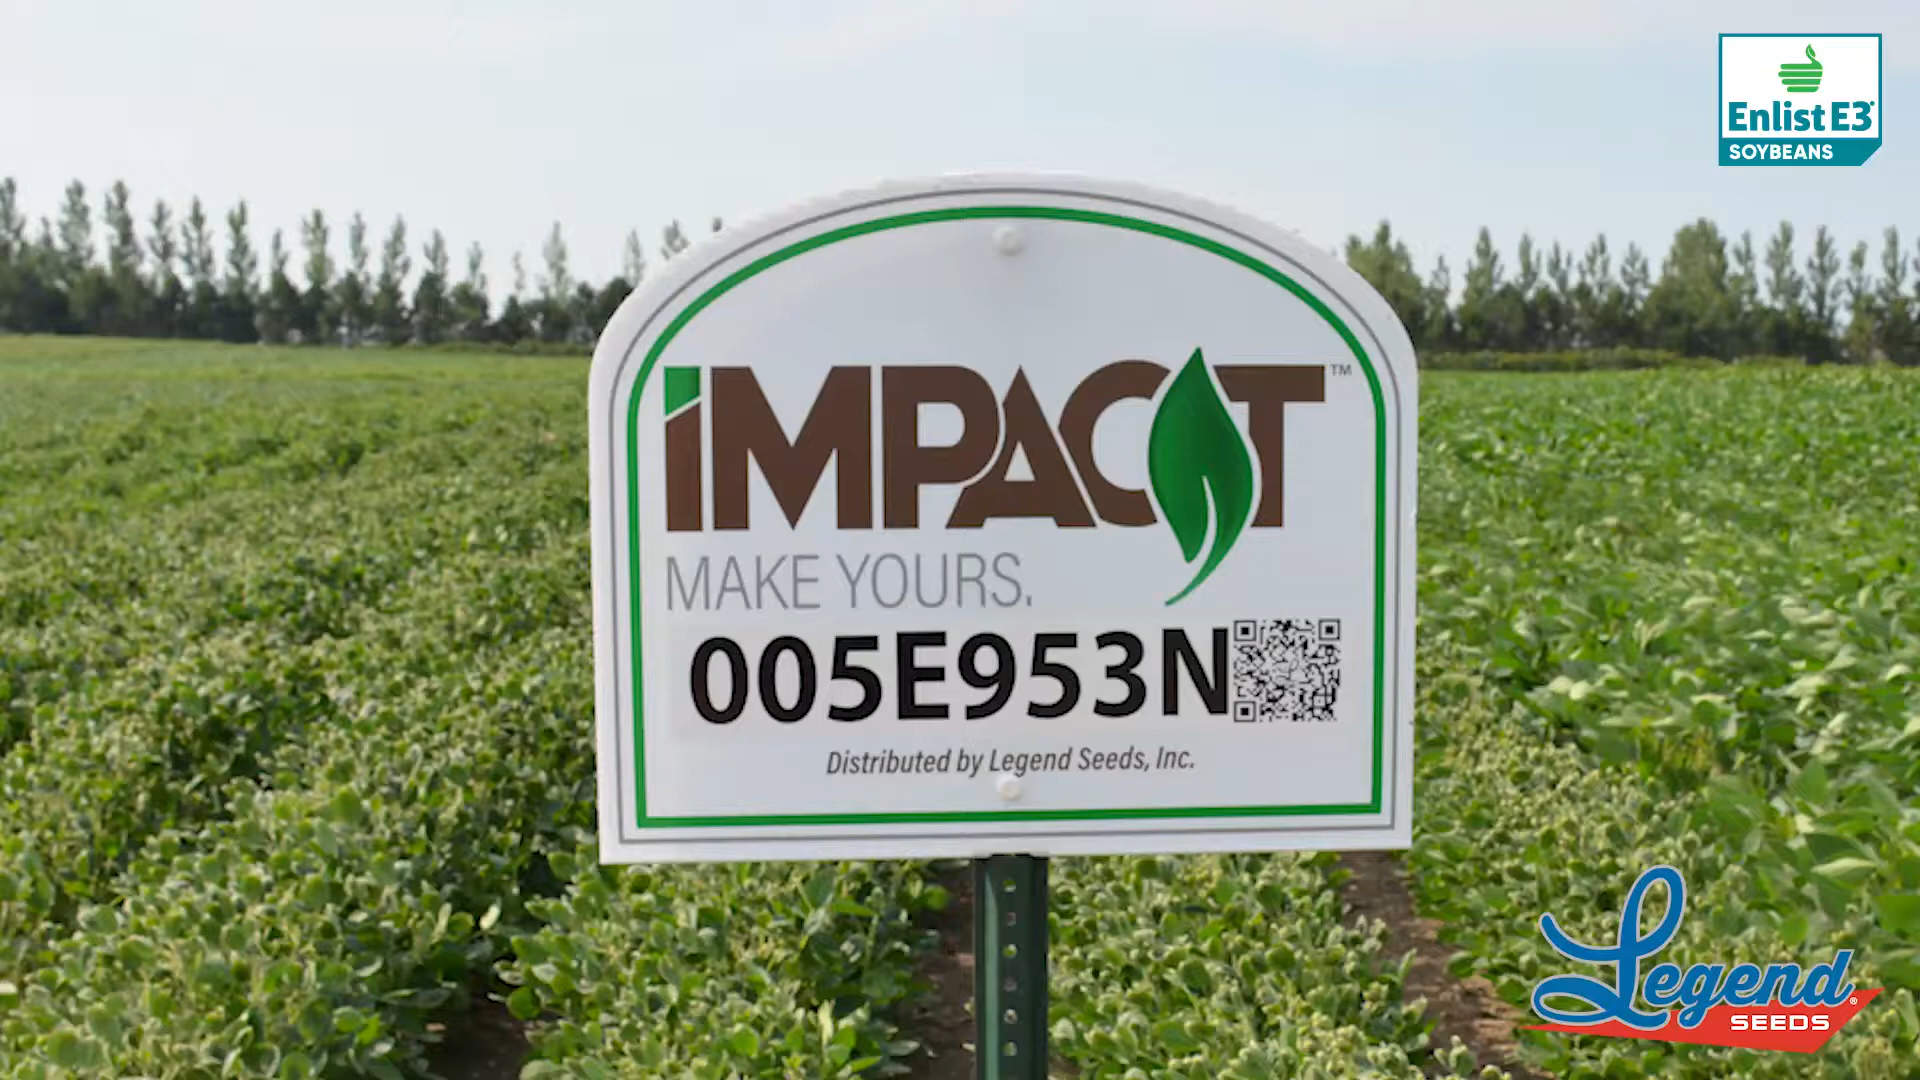 Enlist E3®
SOYBEANS
iMPACT™
MAKE YOURS.
005E953N
Distributed by Legend Seeds, Inc.
Legend®
SEEDS